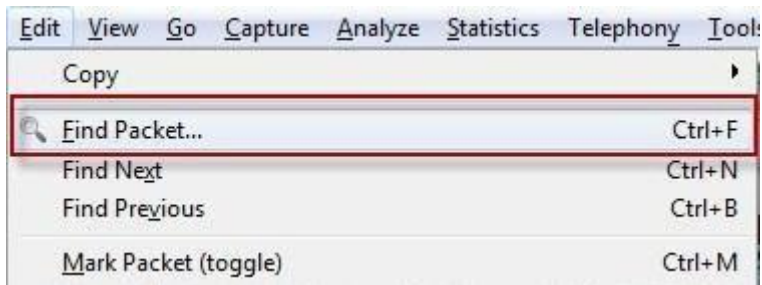 Edit View Go Capture Analyze Statistics Telephony Tools
Copy
Find Packet... Ctrl+F
Find Next Ctrl+N
Find Previous Ctrl+B
Mark Packet (toggle) Ctrl+M